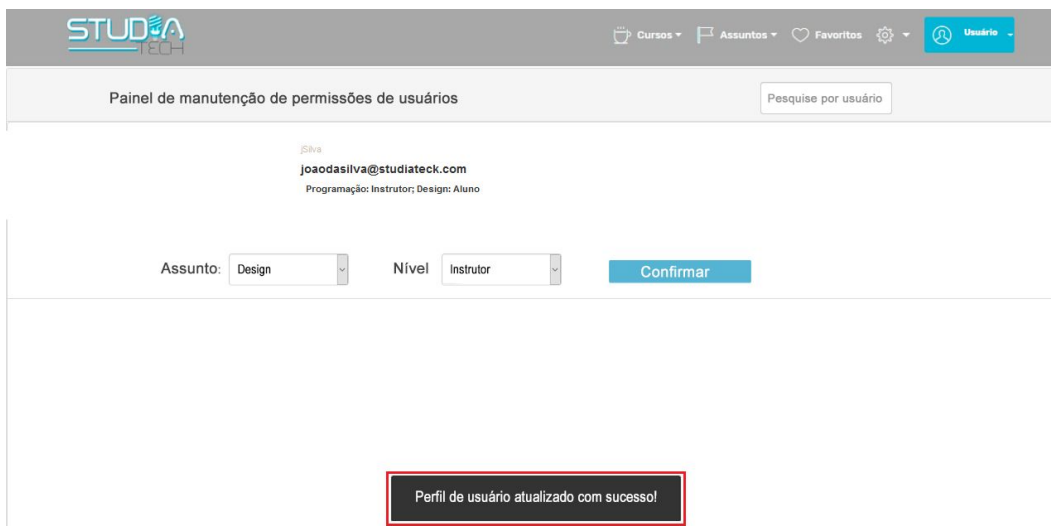 STUDIA
TECH
Cursos
Assuntos
Favoritos
Usuário
Painel de manutenção de permissões de usuários
Pesquise por usuário
jSilva
joaodasilva@studiateck.com
Programação: Instrutor; Design: Aluno
Assunto: Design Nível Instrutor Confirmar
Perfil de usuário atualizado com sucesso!